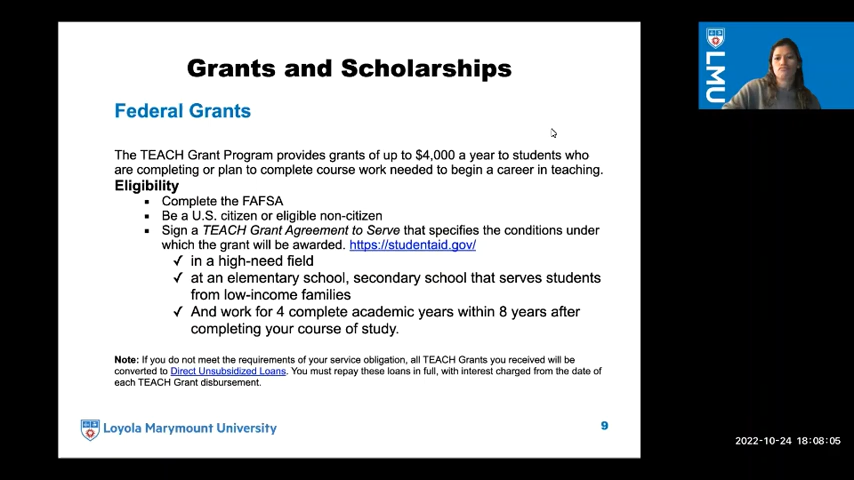 Grants and Scholarships
Federal Grants
The TEACH Grant Program provides grants of up to $4,000 a year to students who
are completing or plan to complete course work needed to begin a career in teaching.
Eligibility
▪ Complete the FAFSA
▪ Be a U.S. citizen or eligible non-citizen
▪ Sign a TEACH Grant Agreement to Serve that specifies the conditions under
which the grant will be awarded. https://studentaid.gov/
✓ in a high-need field
✓ at an elementary school, secondary school that serves students
from low-income families
✓ And work for 4 complete academic years within 8 years after
completing your course of study.
Note: If you do not meet the requirements of your service obligation, all TEACH Grants you received will be
converted to Direct Unsubsidized Loans. You must repay these loans in full, with interest charged from the date of
each TEACH Grant disbursement.
Loyola Marymount University
9
LMU
2022-10-24 18:08:05